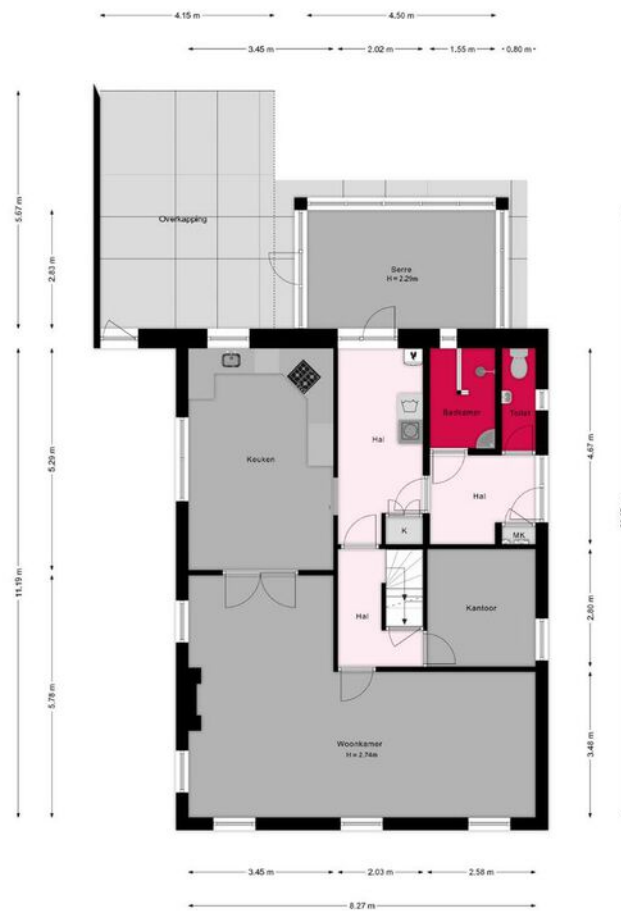 4.15 m
4.50 m
3.45 m
2.02 m
1.55 m
0.80 m
5.67 m
2.83 m
Overkapping
Serre
H = 2.29m
11.19 m
5.29 m
4.67 m
Badkamer
Toilet
Keuken
Hal
Hal
K
MK
2.80 m
Kantoor
Hal
5.78 m
3.48 m
Woonkamer
H = 2.74m
3.45 m
2.03 m
2.58 m
8.27 m